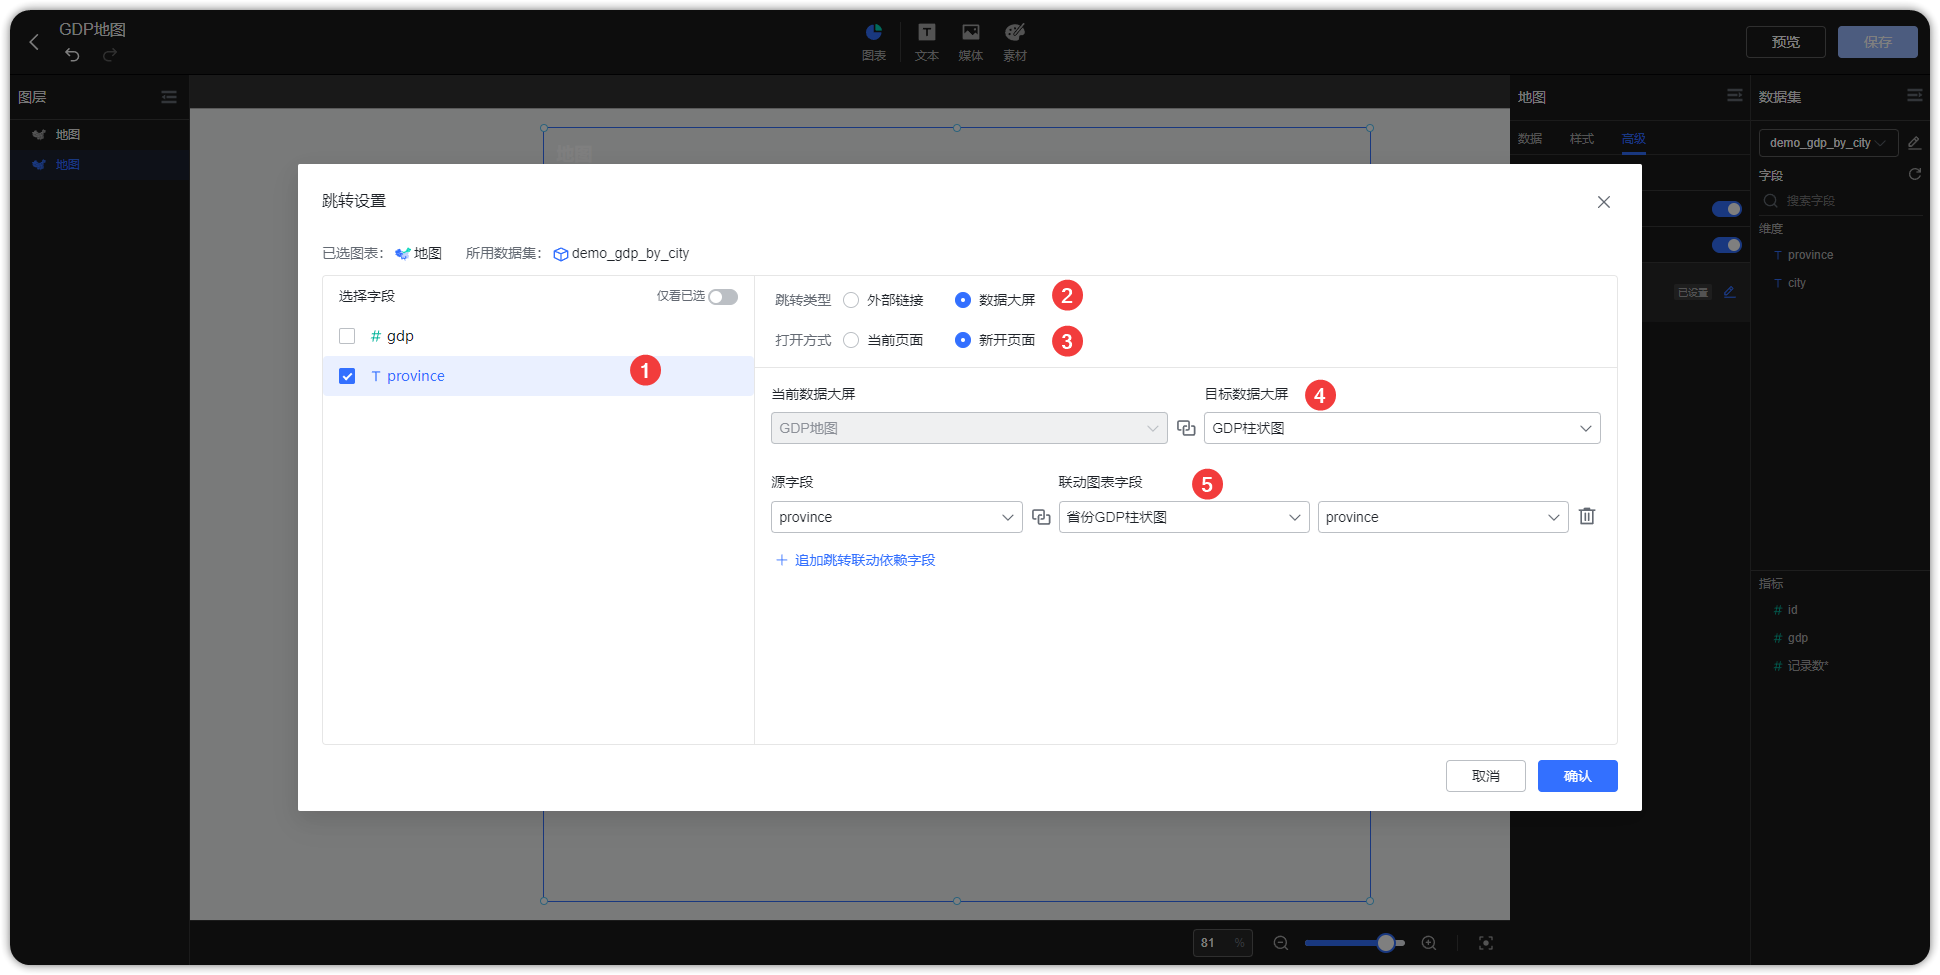 GDP地图
图表
文本
媒体
素材
预览
保存
图层
地图
地图
地图
地图
数据
样式
高级
已设置
数据集
demo_gdp_by_city
字段
搜索字段
维度
T province
T city
指标
# id
# gdp
# 记录数*
跳转设置
已选图表： 地图 所用数据集： demo_gdp_by_city
选择字段 仅看已选
# gdp
T province
1
跳转类型 外部链接 数据大屏 2
打开方式 当前页面 新开页面 3
当前数据大屏 目标数据大屏 4
GDP地图 GDP柱状图
源字段 联动图表字段 5
province 省份GDP柱状图 province
+ 追加跳转联动依赖字段
取消 确认
81 %